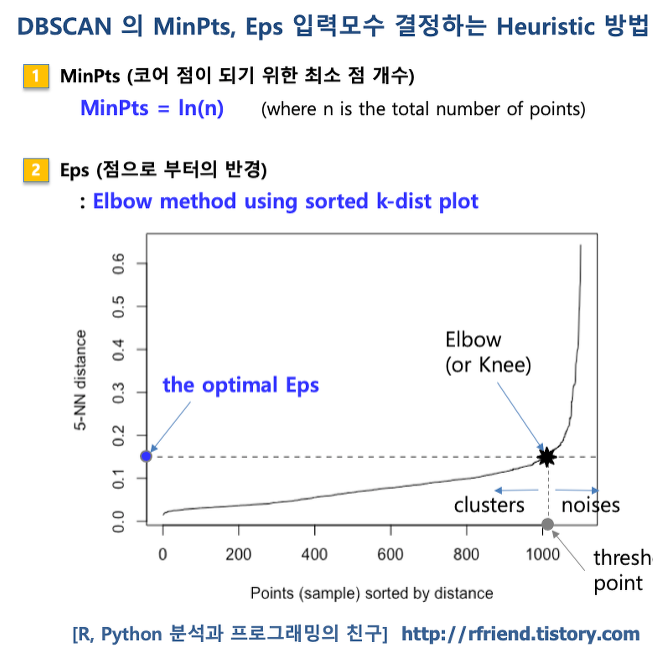 DBSCAN 의 MinPts, Eps 입력모수 결정하는 Heuristic 방법
1 MinPts (코어 점이 되기 위한 최소 점 개수)
MinPts = ln(n) (where n is the total number of points)
2 Eps (점으로 부터의 반경)
: Elbow method using sorted k-dist plot
0.6
0.5
0.4
0.3
0.2
0.1
0.0
5-NN distance
Elbow
(or Knee)
the optimal Eps
clusters noises
0 200 400 600 800 1000
thresh
point
Points (sample) sorted by distance
[R, Python 분석과 프로그래밍의 친구] http://rfriend.tistory.com